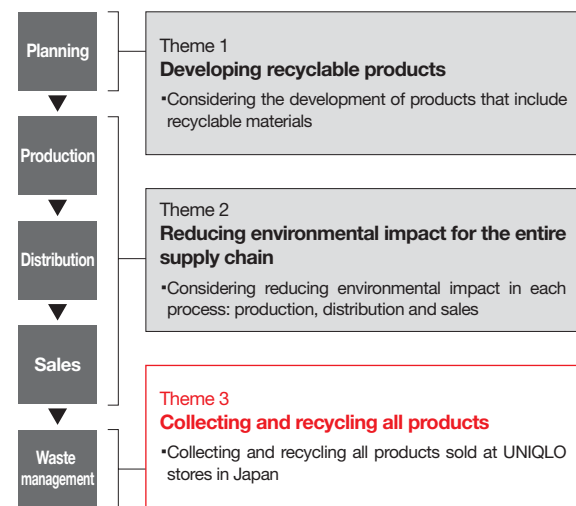 Planning
Theme 1
Developing recyclable products
･Considering the development of products that include
recyclable materials
Production
Theme 2
Reducing environmental impact for the entire
supply chain
･Considering reducing environmental impact in each
process: production, distribution and sales
Distribution
Sales
Theme 3
Collecting and recycling all products
･Collecting and recycling all products sold at UNIQLO
stores in Japan
Waste
management